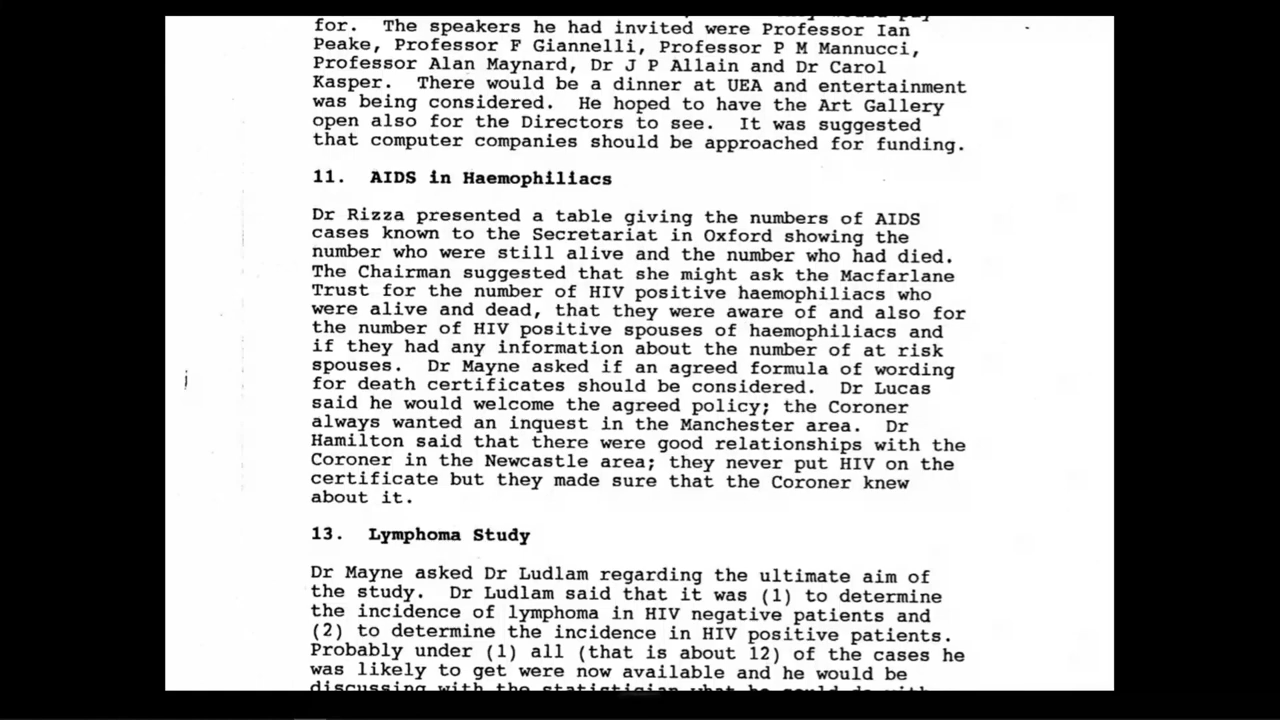 for. The speakers he had invited were Professor Ian
Peake, Professor F Giannelli, Professor P M Mannucci,
Professor Alan Maynard, Dr J P Allain and Dr Carol
Kasper. There would be a dinner at UEA and entertainment
was being considered. He hoped to have the Art Gallery
open also for the Directors to see. It was suggested
that computer companies should be approached for funding.
11. AIDS in Haemophiliacs
Dr Rizza presented a table giving the numbers of AIDS
cases known to the Secretariat in Oxford showing the
number who were still alive and the number who had died.
The Chairman suggested that she might ask the Macfarlane
Trust for the number of HIV positive haemophiliacs who
were alive and dead, that they were aware of and also for
the number of HIV positive spouses of haemophiliacs and
if they had any information about the number of at risk
spouses. Dr Mayne asked if an agreed formula of wording
for death certificates should be considered. Dr Lucas
said he would welcome the agreed policy; the Coroner
always wanted an inquest in the Manchester area. Dr
Hamilton said that there were good relationships with the
Coroner in the Newcastle area; they never put HIV on the
certificate but they made sure that the Coroner knew
about it.
13. Lymphoma Study
Dr Mayne asked Dr Ludlam regarding the ultimate aim of
the study. Dr Ludlam said that it was (1) to determine
the incidence of lymphoma in HIV negative patients and
(2) to determine the incidence in HIV positive patients.
Probably under (1) all (that is about 12) of the cases he
was likely to get were now available and he would be
discussing with the statistician what he could do with